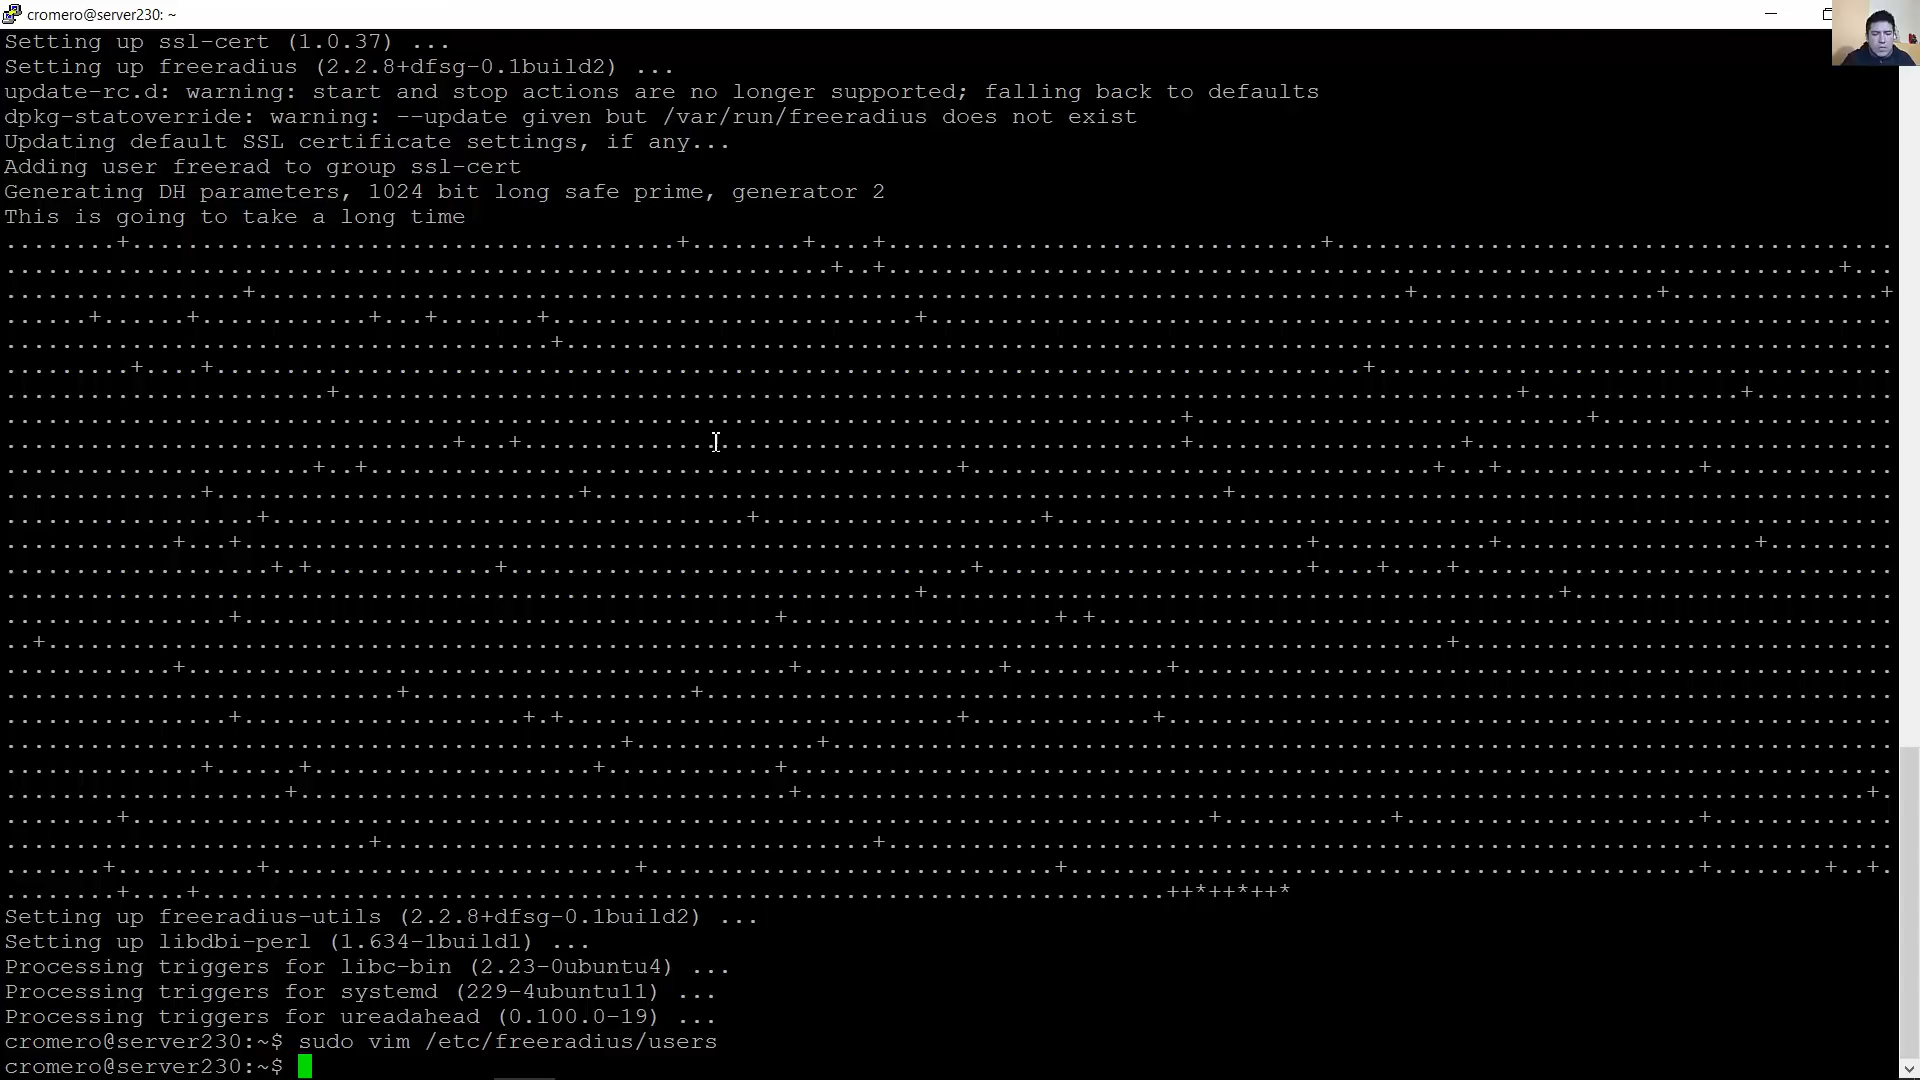 cromero@server230: ~
Setting up ssl-cert (1.0.37) ...
Setting up freeradius (2.2.8+dfsg-0.1build2) ...
update-rc.d: warning: start and stop actions are no longer supported; falling back to defaults
dpkg-statoverride: warning: --update given but /var/run/freeradius does not exist
Updating default SSL certificate settings, if any...
Adding user freerad to group ssl-cert
Generating DH parameters, 1024 bit long safe prime, generator 2
This is going to take a long time
Setting up freeradius-utils (2.2.8+dfsg-0.1build2) ...
Setting up libdbi-perl (1.634-1build1) ...
Processing triggers for libc-bin (2.23-0ubuntu4) ...
Processing triggers for systemd (229-4ubuntu11) ...
Processing triggers for ureadahead (0.100.0-19) ...
cromero@server230:~$ sudo vim /etc/freeradius/users
cromero@server230:~$